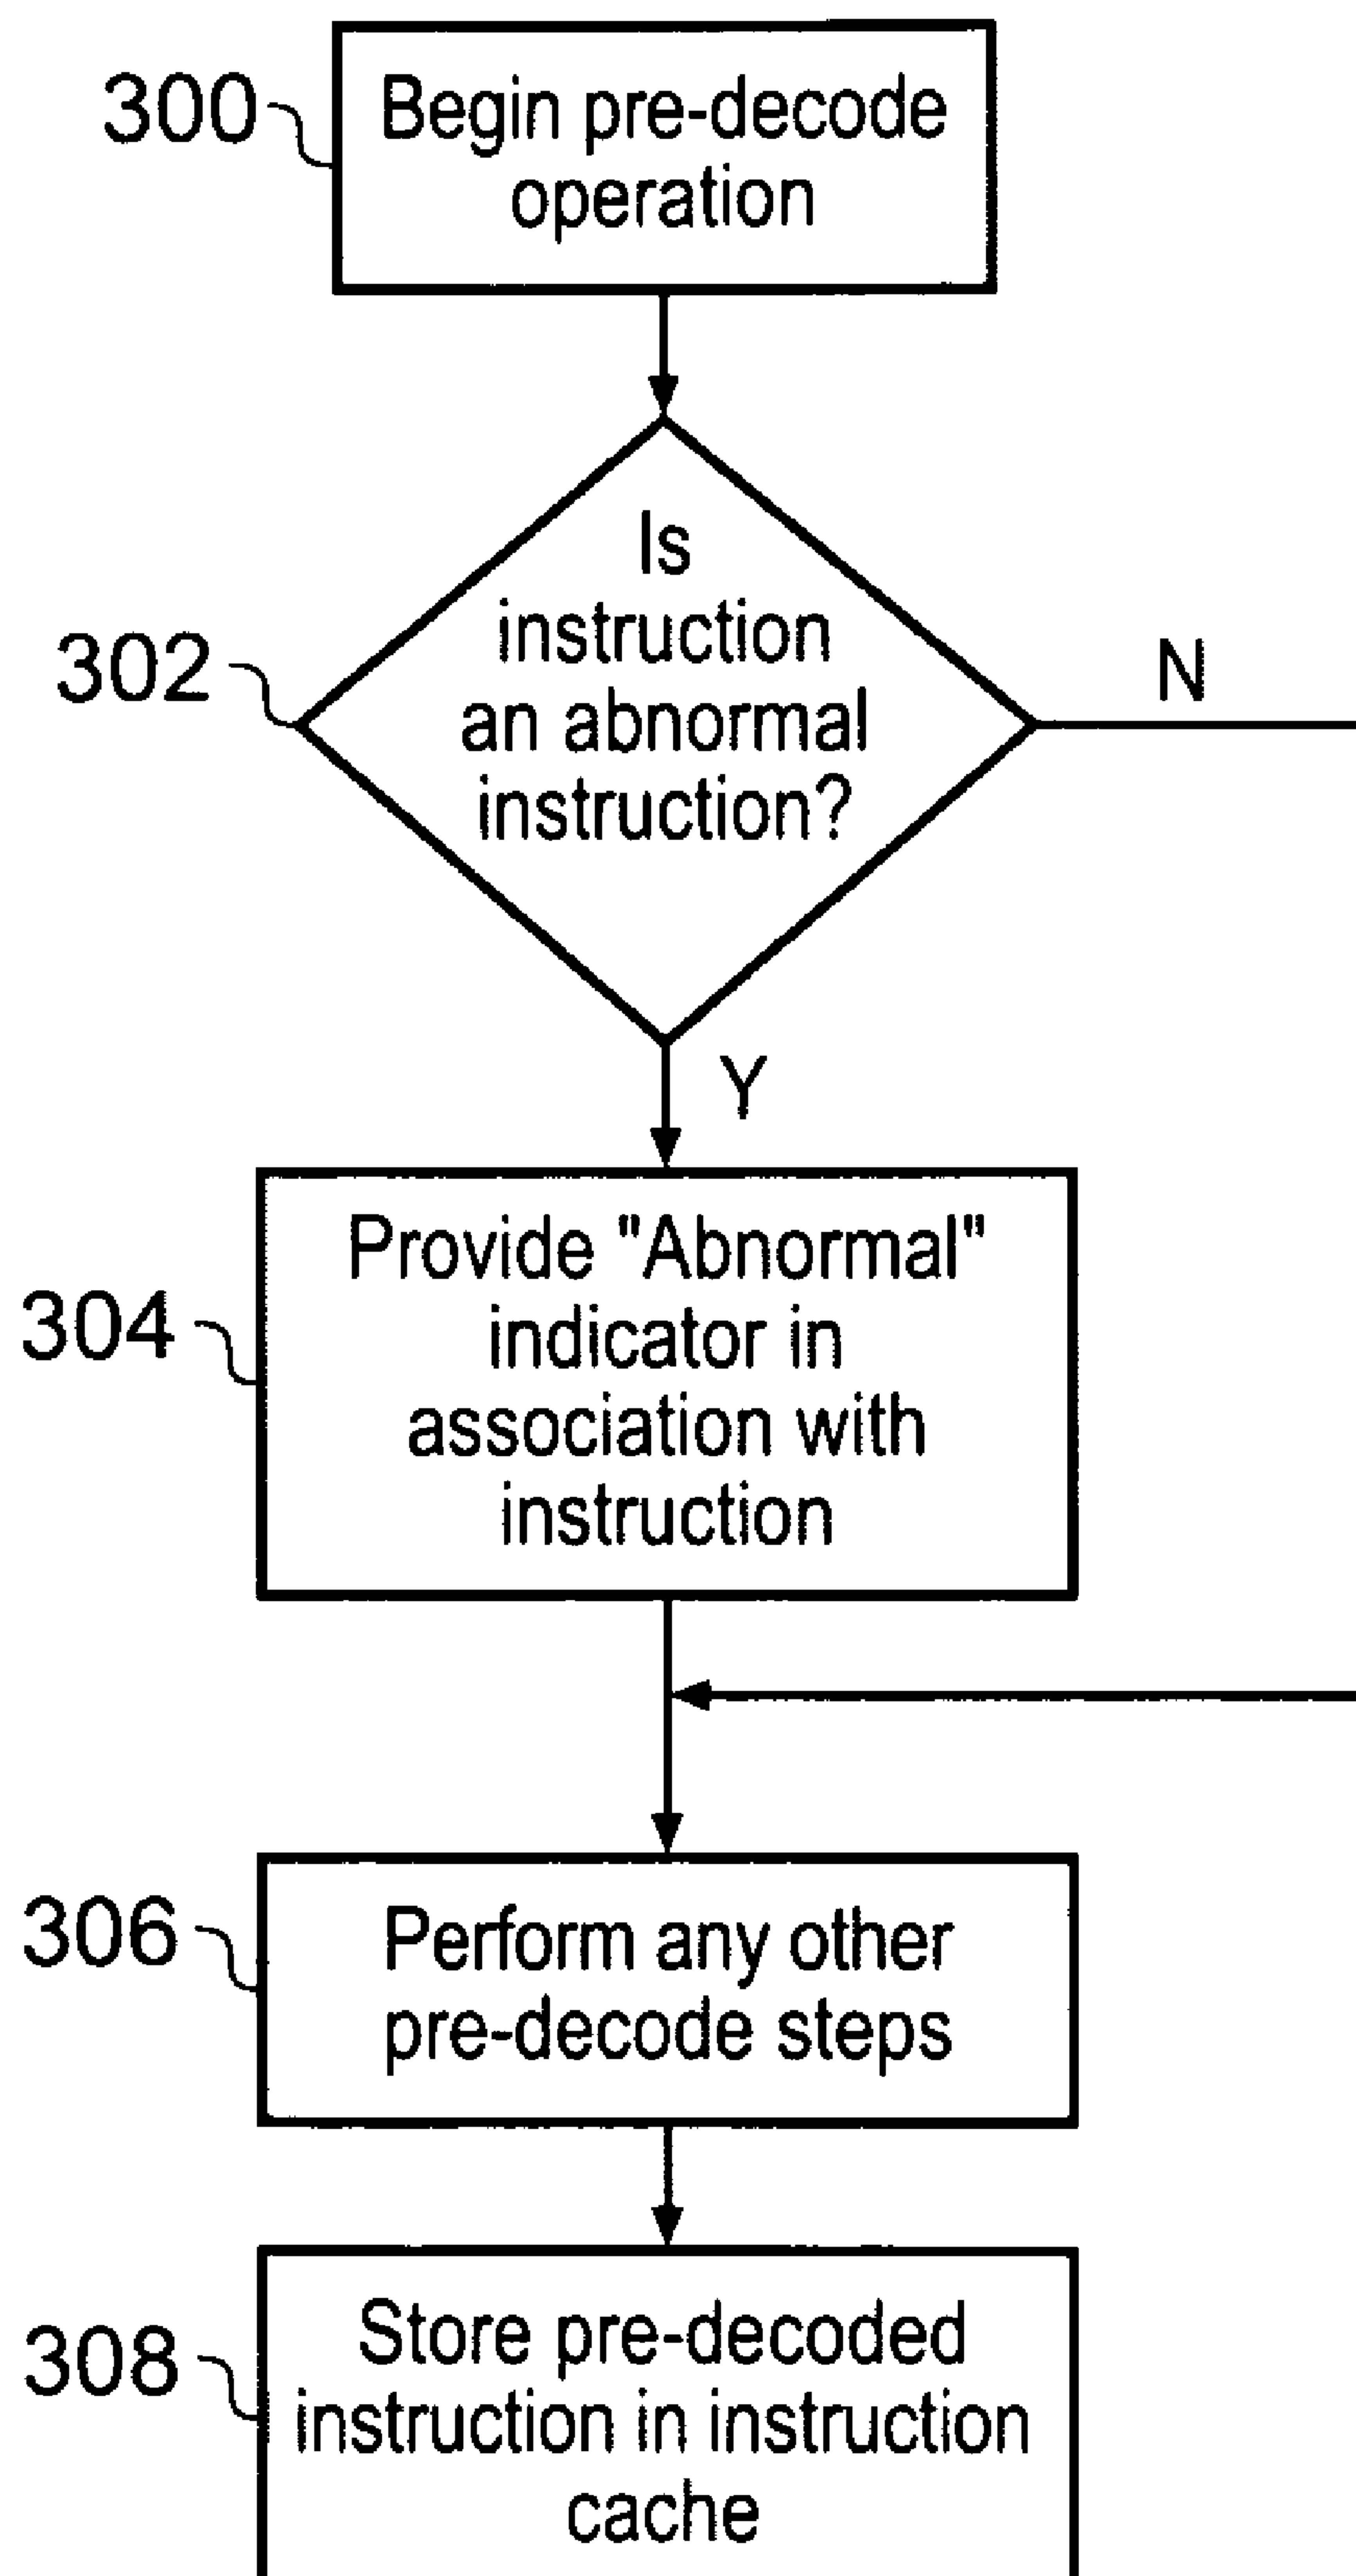 300
Begin pre-decode
operation
302
Is
instruction
an abnormal
instruction?
N
Y
304
Provide "Abnormal"
indicator in
association with
instruction
306
Perform any other
pre-decode steps
308
Store pre-decoded
instruction in instruction
cache